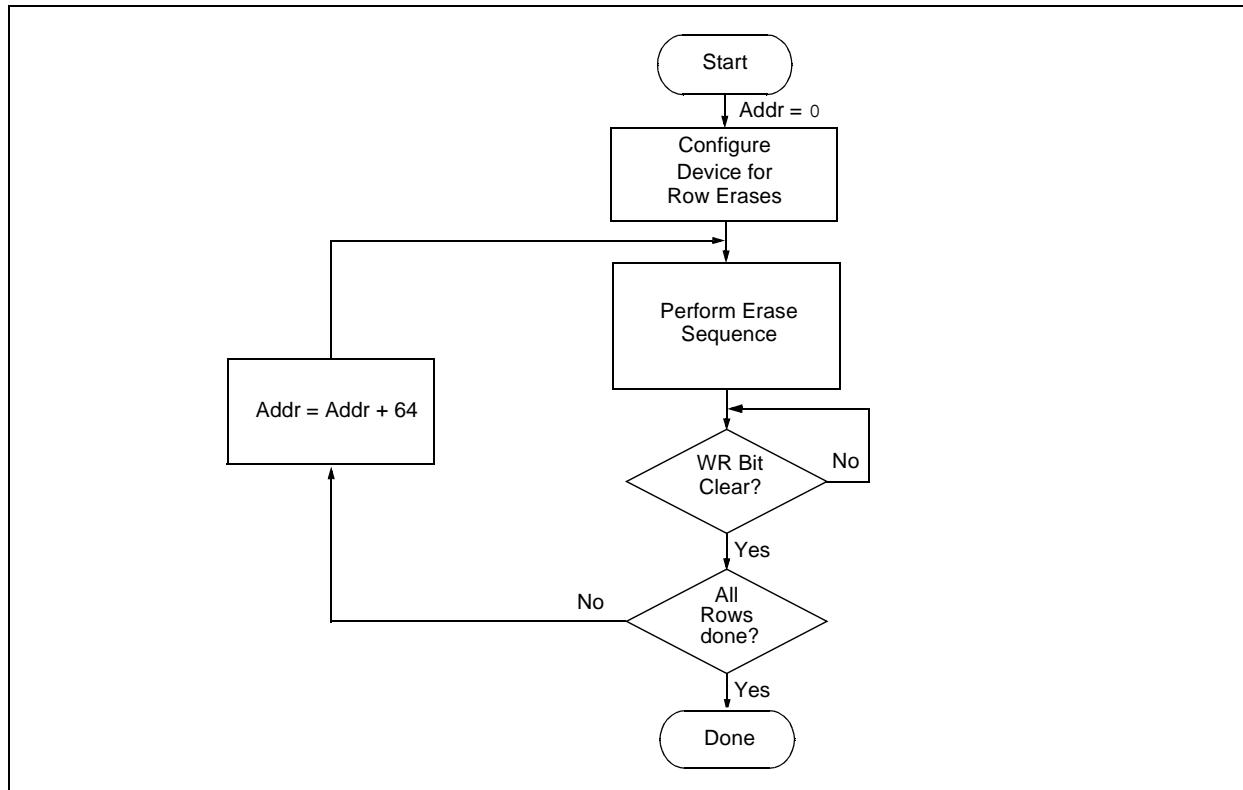 Start
Addr = 0
Configure
Device for
Row Erases
Perform Erase
Sequence
Addr = Addr + 64
WR Bit
Clear?
No
Yes
All
Rows
done?
No
Yes
Done